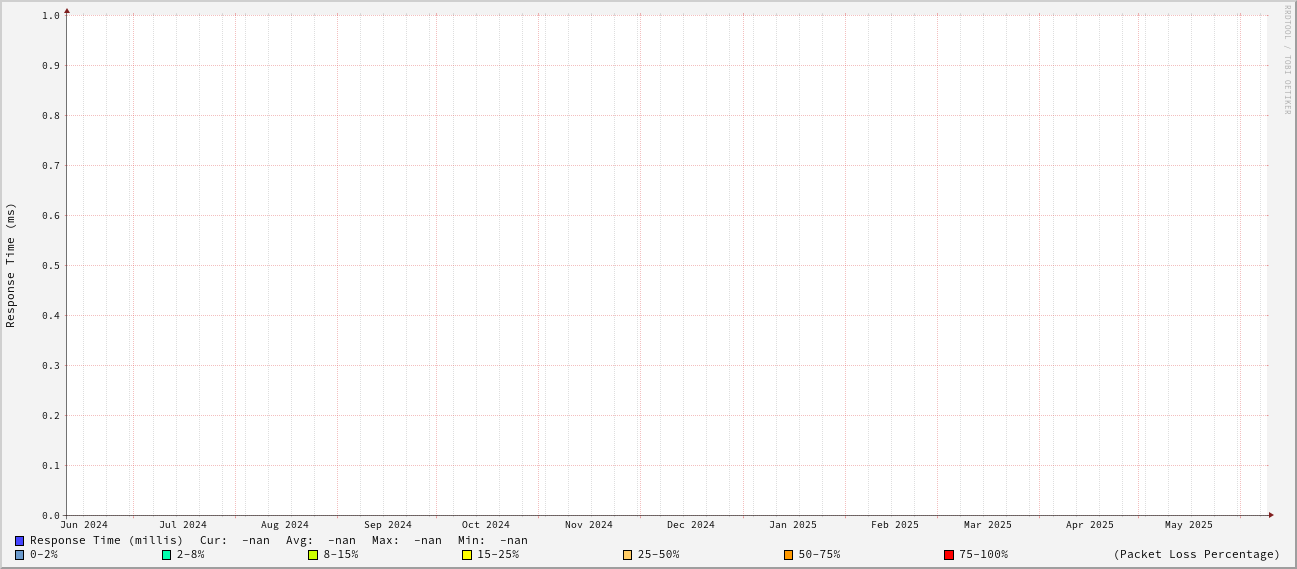 RRDTOOL / TOBI OETIKER
Response Time (ms)
1.0
0.9
0.8
0.7
0.6
0.5
0.4
0.3
0.2
0.1
0.0
Jun 2024 Jul 2024 Aug 2024 Sep 2024 Oct 2024 Nov 2024 Dec 2024 Jan 2025 Feb 2025 Mar 2025 Apr 2025 May 2025
Response Time (millis) Cur: -nan Avg: -nan Max: -nan Min: -nan
0-2% 2-8% 8-15% 15-25% 25-50% 50-75% 75-100% (Packet Loss Percentage)